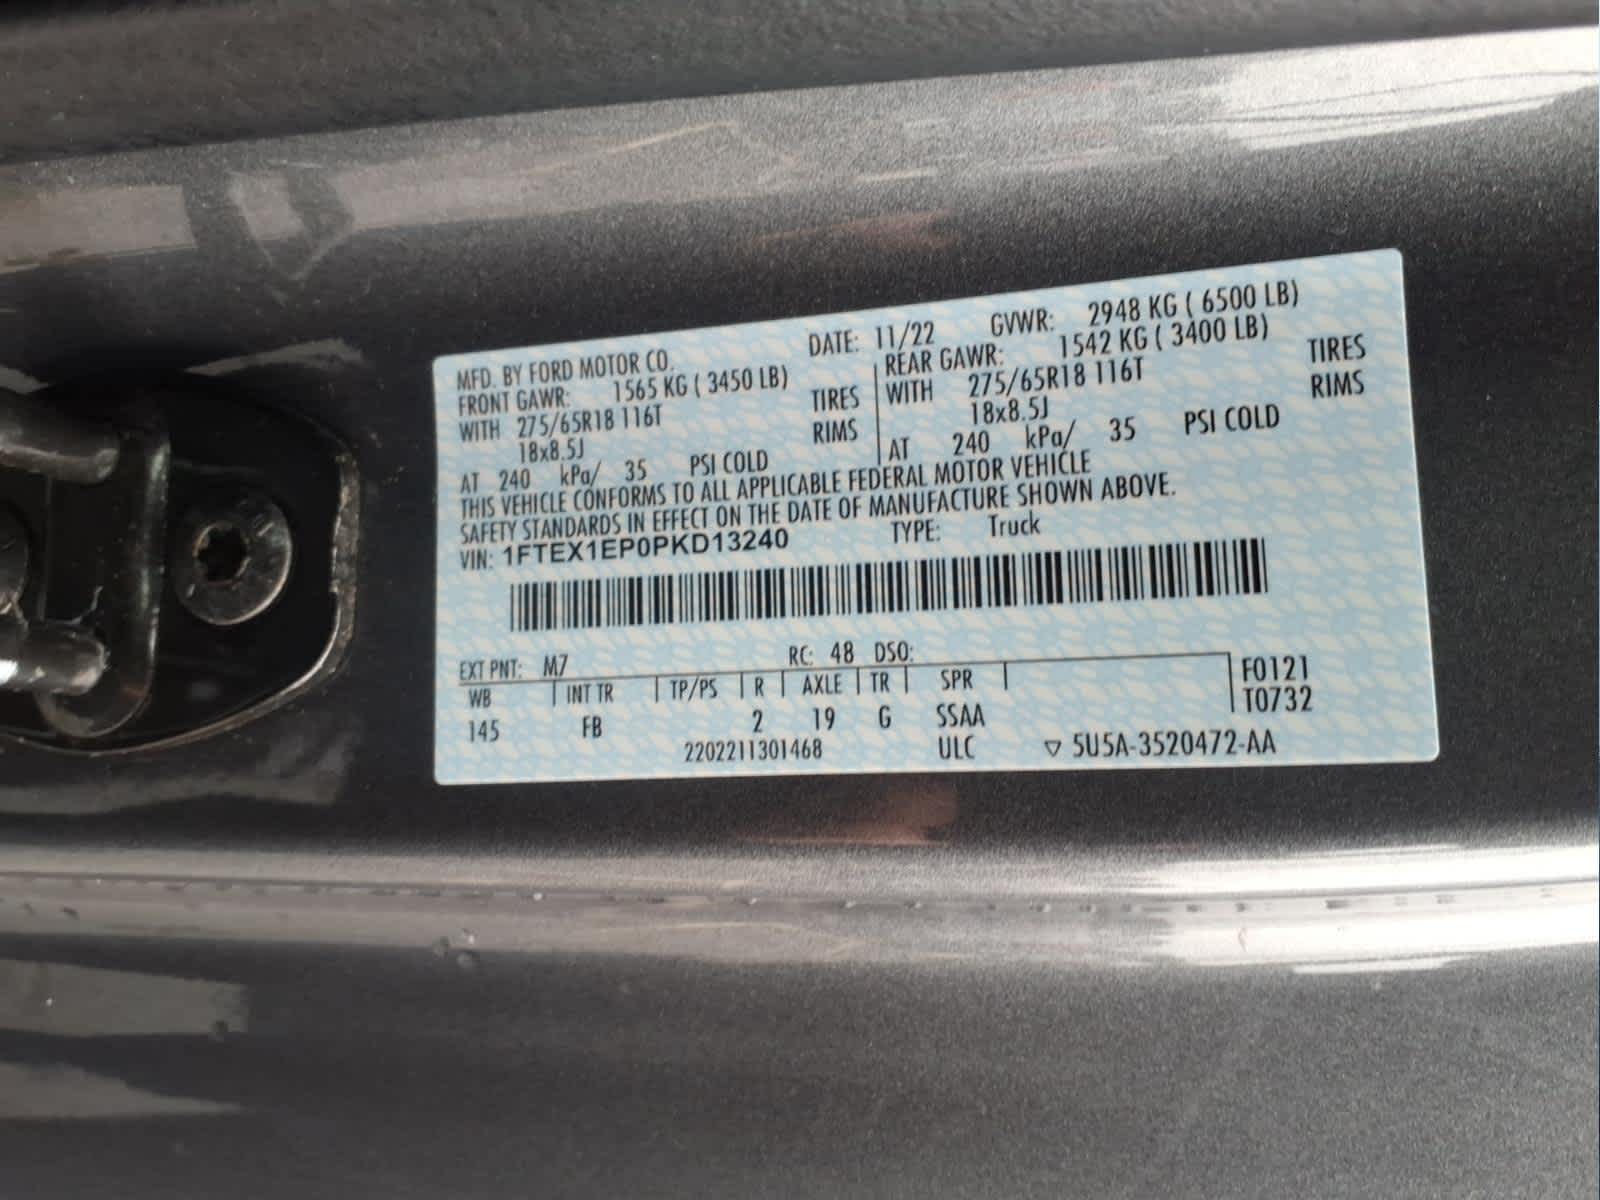 MFD. BY FORD MOTOR CO. DATE: 11/22 GVWR: 2948 KG ( 6500 LB)
FRONT GAWR: 1565 KG ( 3450 LB) REAR GAWR: 1542 KG ( 3400 LB)
WITH 275/65R18 116T TIRES WITH 275/65R18 116T TIRES
18x8.5J RIMS 18x8.5J RIMS
AT 240 kPa/ 35 PSI COLD AT 240 kPa/ 35 PSI COLD
THIS VEHICLE CONFORMS TO ALL APPLICABLE FEDERAL MOTOR VEHICLE
SAFETY STANDARDS IN EFFECT ON THE DATE OF MANUFACTURE SHOWN ABOVE.
VIN: 1FTEX1EP0PKD13240 TYPE: Truck
EXT PNT: M7 RC: 48 DSO:
WB INT TR TP/PS R AXLE TR SPR F0121
145 FB 2 19 G SSAA T0732
2202211301468 ULC ▽ 5U5A-3520472-AA